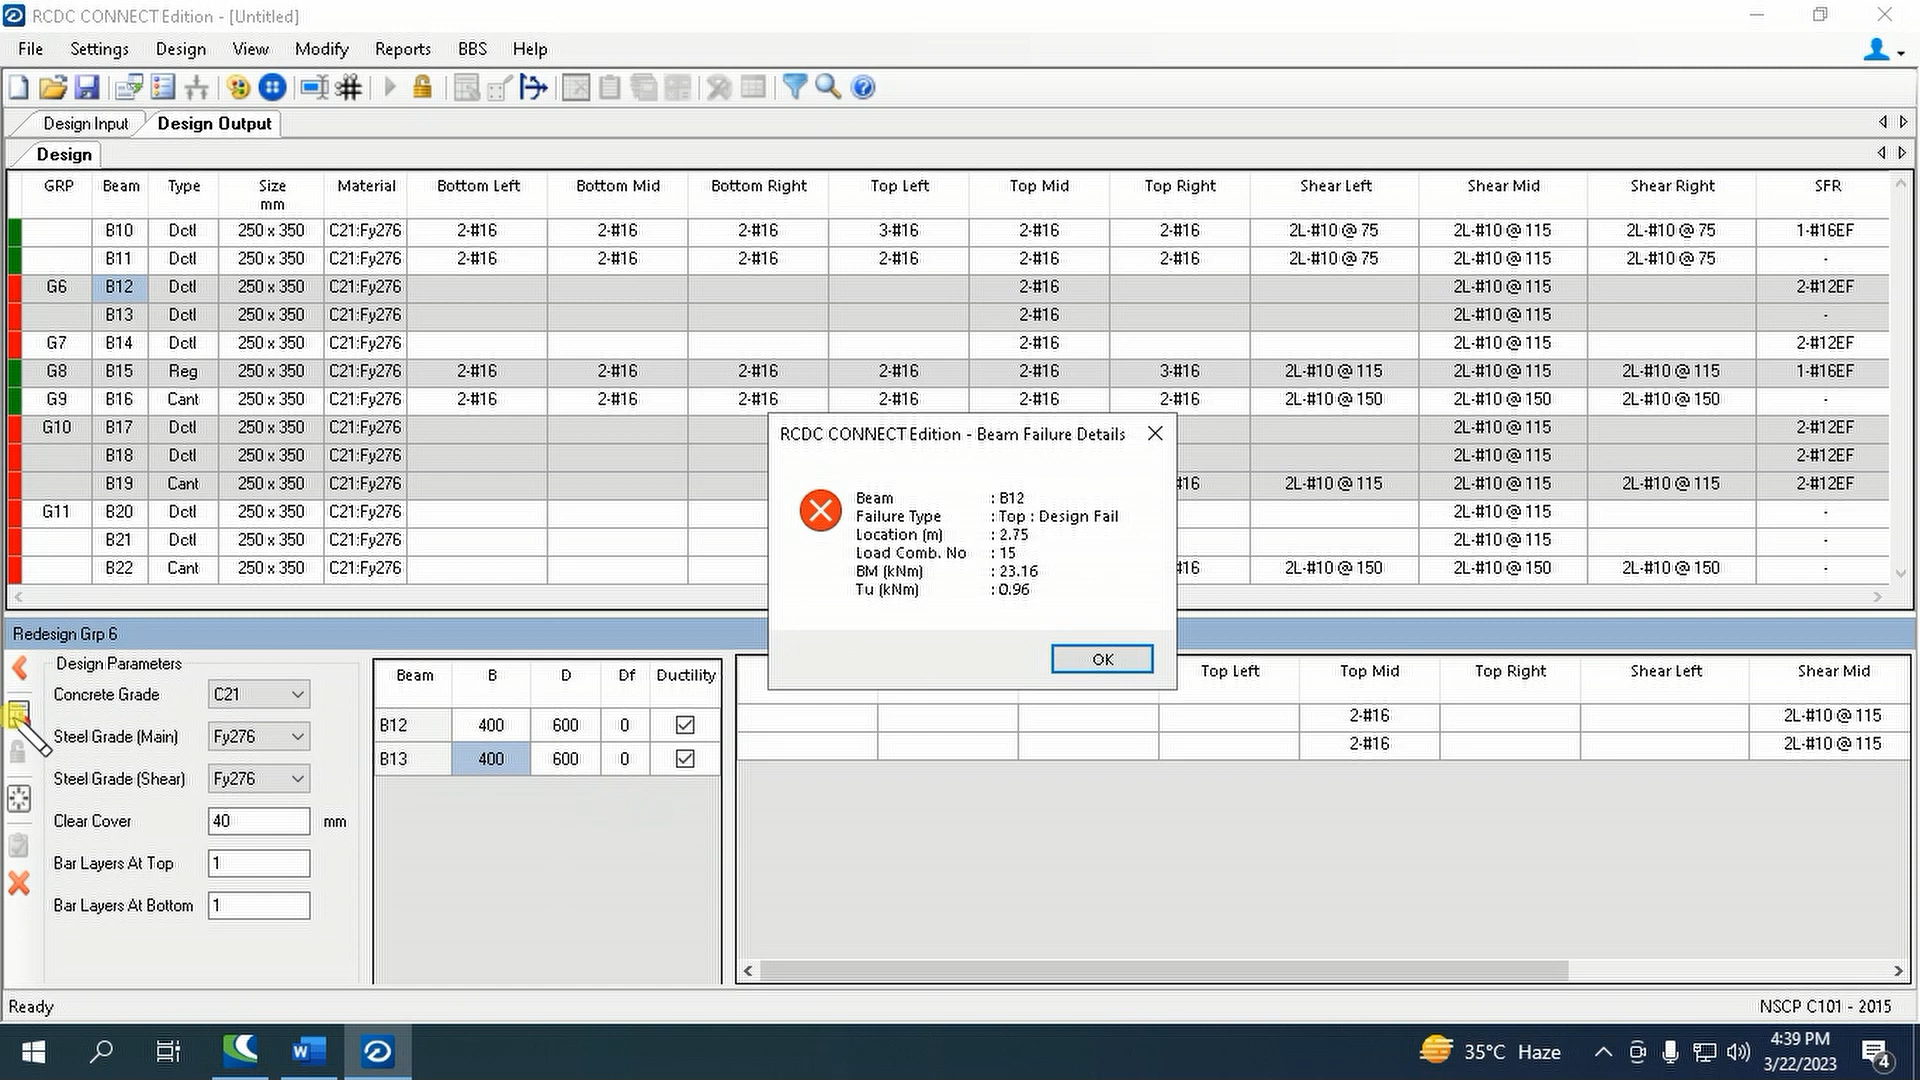 RCDC CONNECT Edition - [Untitled]
File Settings Design View Modify Reports BBS Help
Design Input Design Output
Design
GRP Beam Type Size mm Material Bottom Left Bottom Mid Bottom Right Top Left Top Mid Top Right Shear Left Shear Mid Shear Right SFR
B10 Dctl 250 x 350 C21:Fy276 2-#16 2-#16 2-#16 3-#16 2-#16 2-#16 2L-#10 @ 75 2L-#10 @ 115 2L-#10 @ 75 1-#16EF
B11 Dctl 250 x 350 C21:Fy276 2-#16 2-#16 2-#16 2-#16 2-#16 2-#16 2L-#10 @ 75 2L-#10 @ 115 2L-#10 @ 75 -
G6 B12 Dctl 250 x 350 C21:Fy276 2-#16 2L-#10 @ 115 2-#12EF
B13 Dctl 250 x 350 C21:Fy276 2-#16 2L-#10 @ 115 -
G7 B14 Dctl 250 x 350 C21:Fy276 2-#16 2L-#10 @ 115 2-#12EF
G8 B15 Reg 250 x 350 C21:Fy276 2-#16 2-#16 2-#16 2-#16 2-#16 3-#16 2L-#10 @ 115 2L-#10 @ 115 2L-#10 @ 115 1-#16EF
G9 B16 Cant 250 x 350 C21:Fy276 2-#16 2-#16 2-#16 2-#16 2-#16 2-#16 2L-#10 @ 150 2L-#10 @ 150 2L-#10 @ 150 -
G10 B17 Dctl 250 x 350 C21:Fy276 2L-#10 @ 115 2-#12EF
B18 Dctl 250 x 350 C21:Fy276 2L-#10 @ 115 2-#12EF
B19 Cant 250 x 350 C21:Fy276 #16 2L-#10 @ 115 2L-#10 @ 115 2L-#10 @ 115 2-#12EF
G11 B20 Dctl 250 x 350 C21:Fy276 2L-#10 @ 115 -
B21 Dctl 250 x 350 C21:Fy276 2L-#10 @ 115 -
B22 Cant 250 x 350 C21:Fy276 #16 2L-#10 @ 150 2L-#10 @ 150 2L-#10 @ 150 -
RCDC CONNECT Edition - Beam Failure Details
Beam : B12
Failure Type : Top : Design Fail
Location (m) : 2.75
Load Comb. No : 15
BM (kNm) : 23.16
Tu (kNm) : 0.96
OK
Redesign Grp 6
Design Parameters
Concrete Grade C21
Steel Grade (Main) Fy276
Steel Grade (Shear) Fy276
Clear Cover 40 mm
Bar Layers At Top 1
Bar Layers At Bottom 1
Beam B D Df Ductility
B12 400 600 0
B13 400 600 0
Top Left Top Mid Top Right Shear Left Shear Mid
2-#16 2L-#10 @ 115
2-#16 2L-#10 @ 115
Ready NSCP C101 - 2015
35°C Haze
4:39 PM
3/22/2023
4